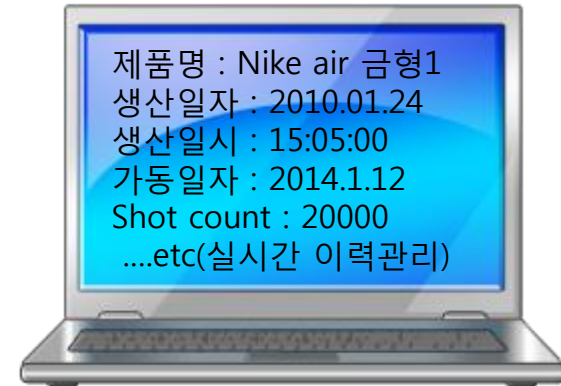 제품명 : Nike air 금형1
생산일자 : 2010.01.24
생산일시 : 15:05:00
가동일자 : 2014.1.12
Shot count : 20000
....etc(실시간 이력관리)